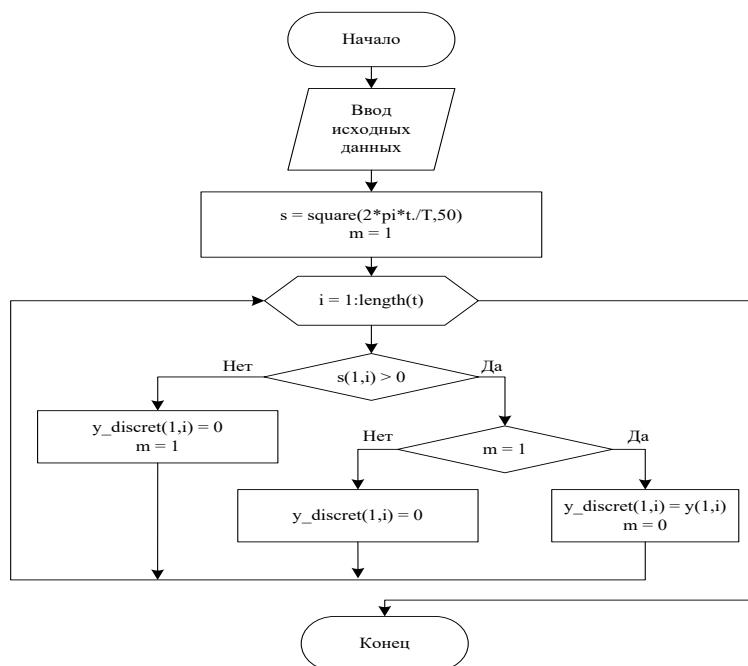 Начало
Ввод
исходных
данных
s = square(2*pi*t./T,50)
m = 1
i = 1:length(t)
Нет
Да
s(1,i) > 0
y_discret(1,i) = 0
m = 1
Нет
Да
m = 1
y_discret(1,i) = 0
y_discret(1,i) = y(1,i)
m = 0
Конец